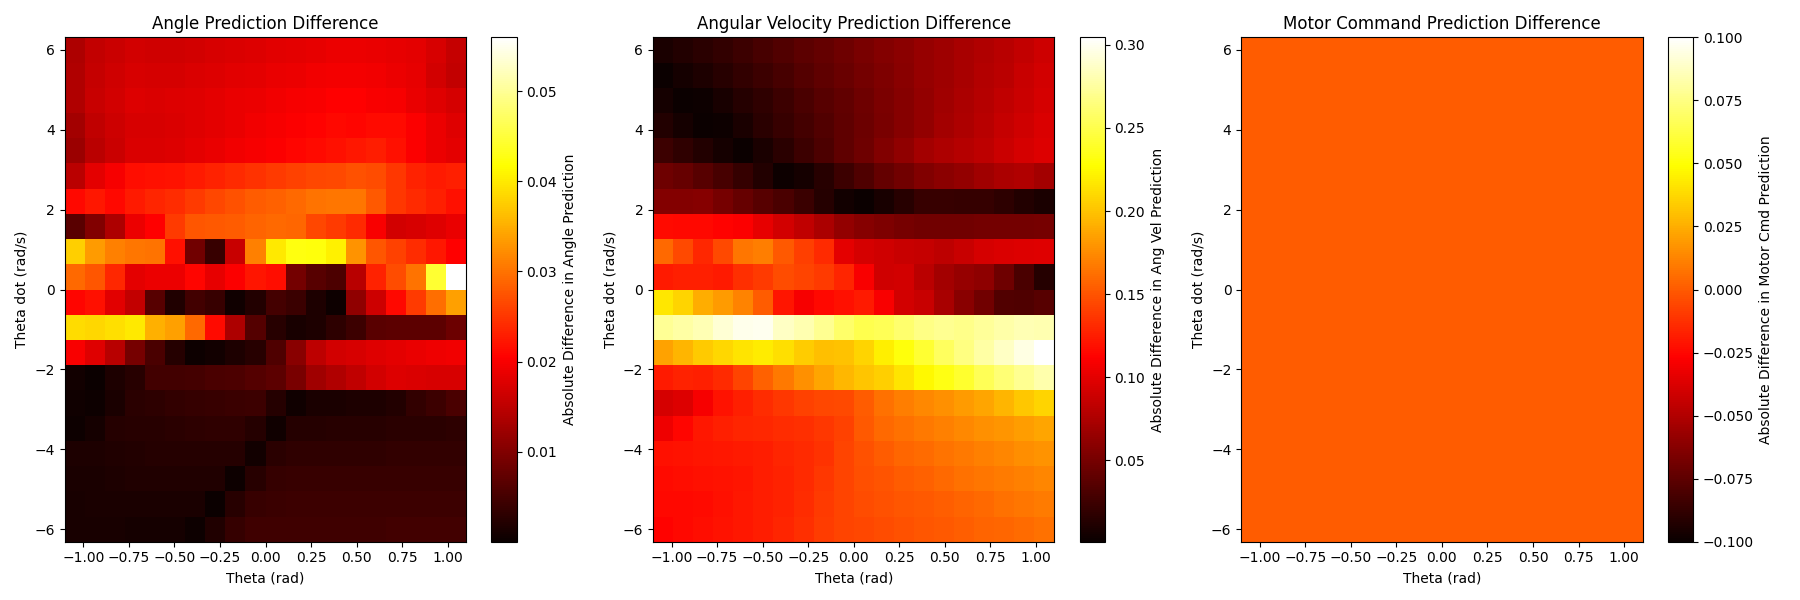 Angle Prediction Difference
6
4
2
0
−2
−4
−6
Theta dot (rad/s)
−1.00 −0.75 −0.50 −0.25 0.00 0.25 0.50 0.75 1.00
Theta (rad)
0.05
0.04
0.03
0.02
0.01
Absolute Difference in Angle Prediction
Angular Velocity Prediction Difference
6
4
2
0
−2
−4
−6
Theta dot (rad/s)
−1.00 −0.75 −0.50 −0.25 0.00 0.25 0.50 0.75 1.00
Theta (rad)
0.30
0.25
0.20
0.15
0.10
0.05
Absolute Difference in Ang Vel Prediction
Motor Command Prediction Difference
6
4
2
0
−2
−4
−6
Theta dot (rad/s)
−1.00 −0.75 −0.50 −0.25 0.00 0.25 0.50 0.75 1.00
Theta (rad)
0.100
0.075
0.050
0.025
0.000
−0.025
−0.050
−0.075
−0.100
Absolute Difference in Motor Cmd Prediction